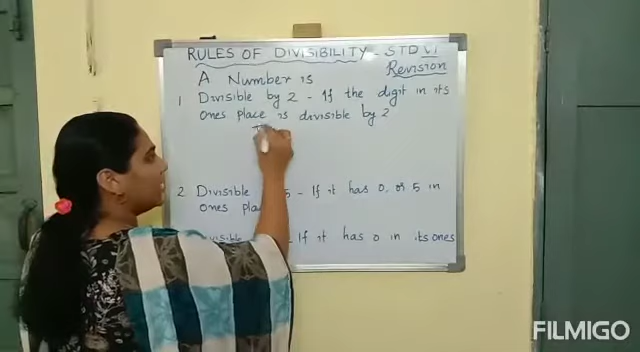 RULES OF DIVISIBILITY - STD VI
Revision
A Number is
1 Divisible by 2 - If the digit in its
ones place is divisible by 2
2 Divisible 5 - If it has 0, or 5 in
ones
If it has 0 in its ones
FILMIGO